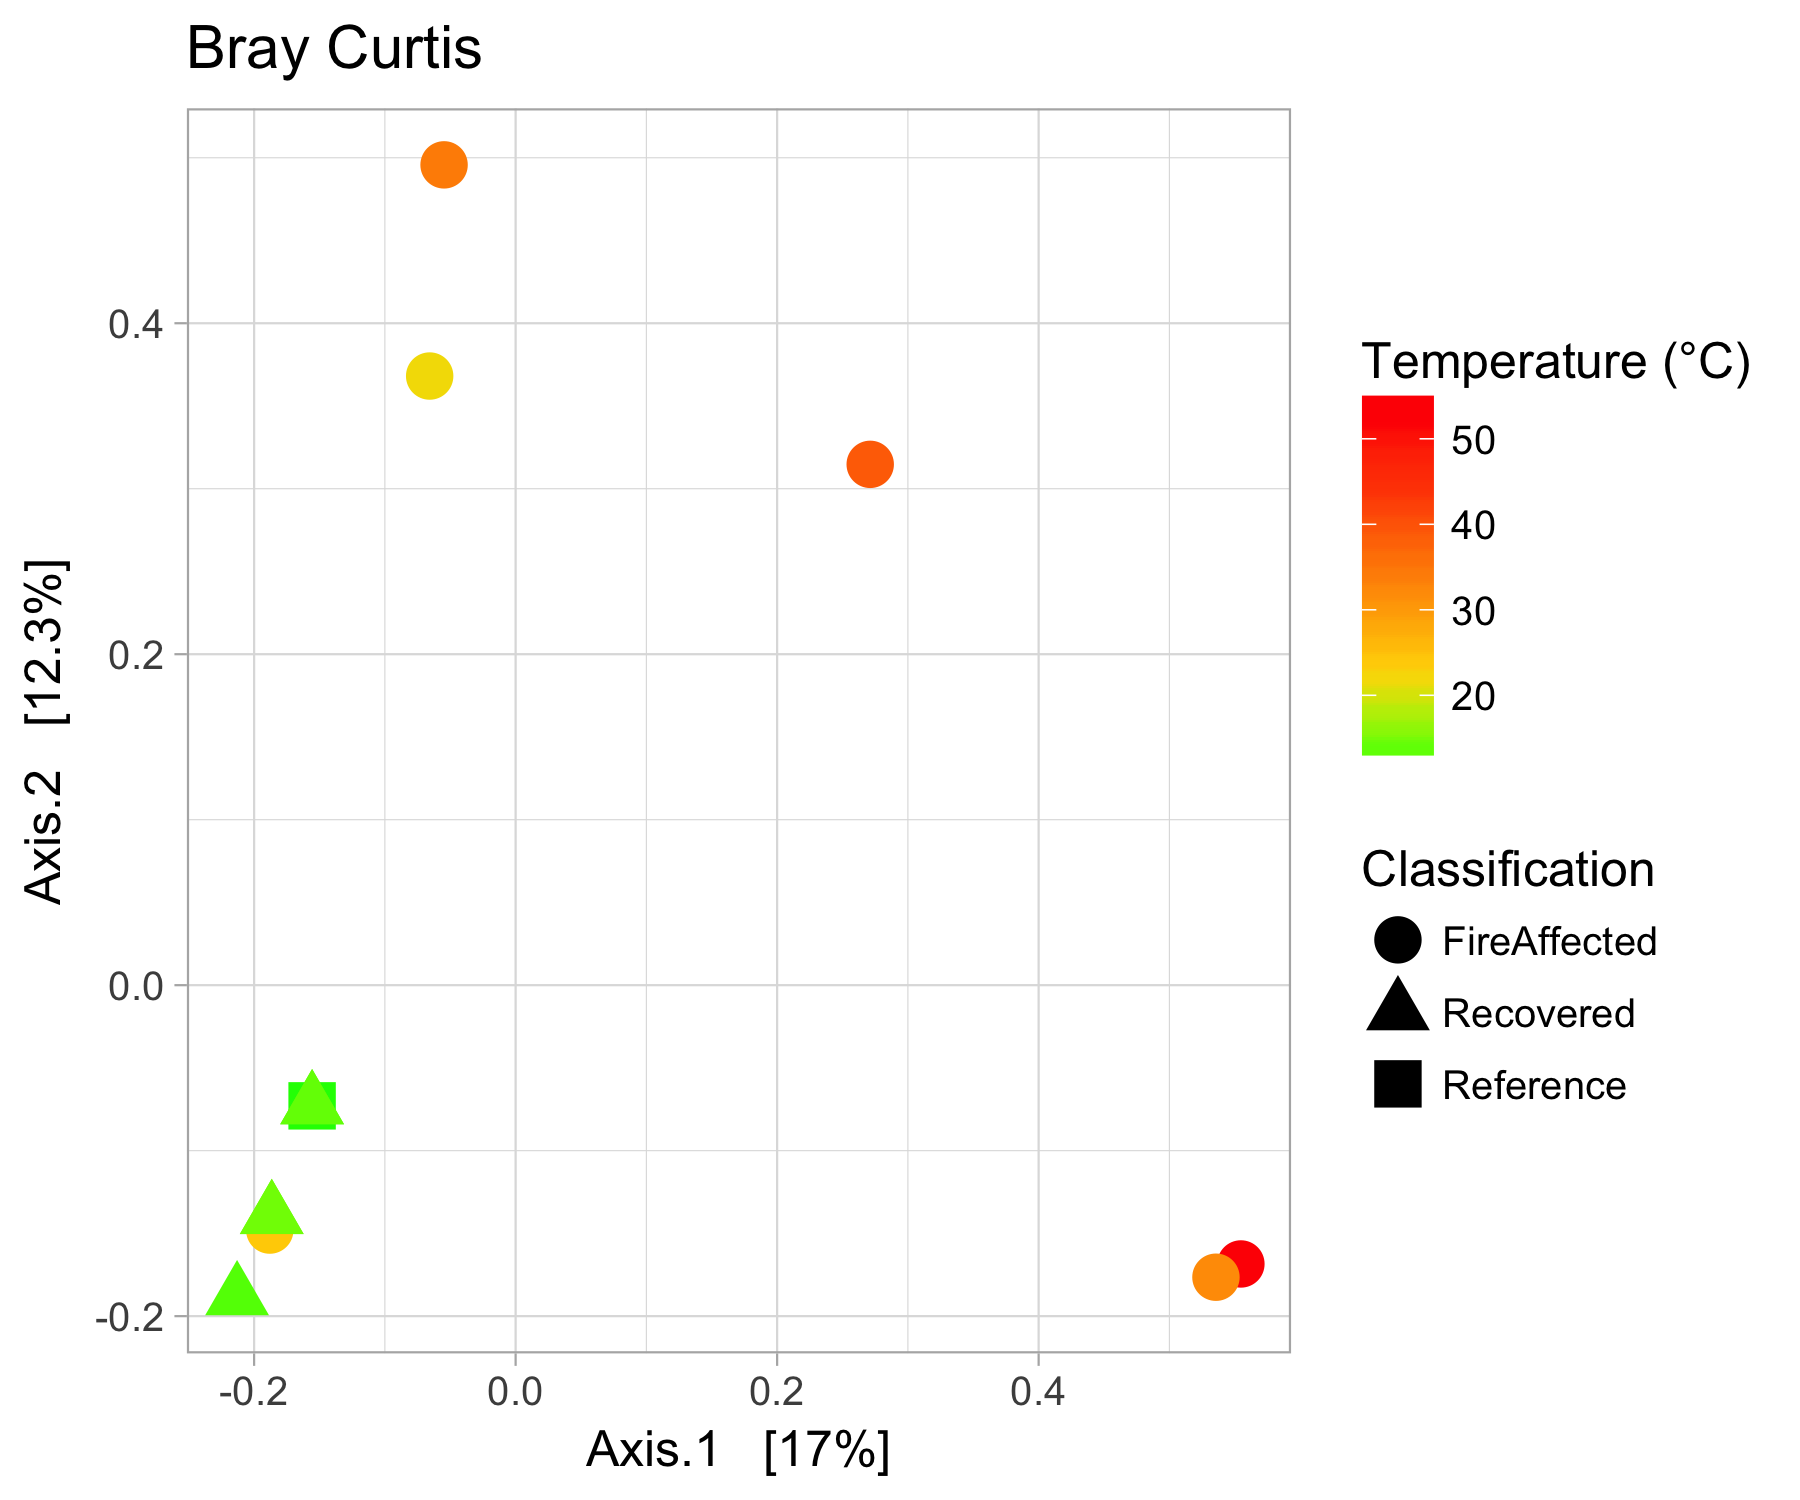 Bray Curtis
Axis.2 [12.3%]
0.4
0.2
0.0
-0.2
-0.2 0.0 0.2 0.4
Axis.1 [17%]
Temperature (°C)
50
40
30
20
Classification
FireAffected
Recovered
Reference